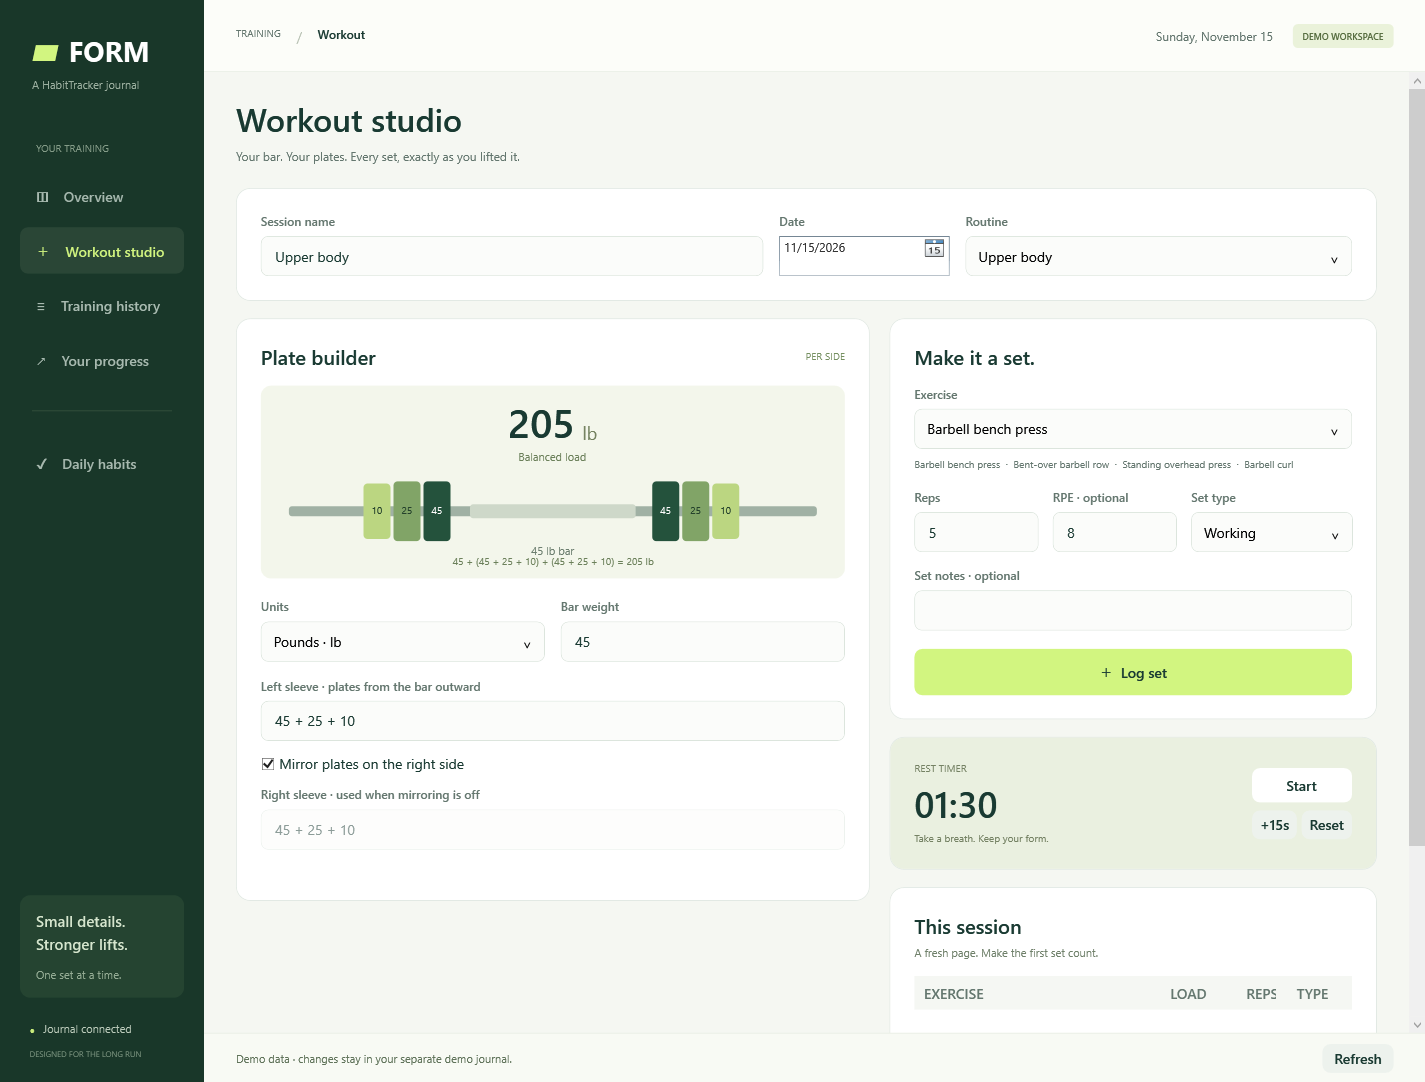 FORM
A HabitTracker journal
YOUR TRAINING
Overview
+ Workout studio
Training history
Your progress
Daily habits
Small details.
Stronger lifts.
One set at a time.
Journal connected
DESIGNED FOR THE LONG RUN
TRAINING / Workout
Sunday, November 15
DEMO WORKSPACE
Workout studio
Your bar. Your plates. Every set, exactly as you lifted it.
Session name
Upper body
Date
11/15/2026
15
Routine
Upper body
Plate builder
PER SIDE
205 lb
Balanced load
10 25 45 45 25 10
45 lb bar
45 + (45 + 25 + 10) + (45 + 25 + 10) = 205 lb
Units
Pounds · lb
Bar weight
45
Left sleeve · plates from the bar outward
45 + 25 + 10
Mirror plates on the right side
Right sleeve · used when mirroring is off
45 + 25 + 10
Make it a set.
Exercise
Barbell bench press
Barbell bench press · Bent-over barbell row · Standing overhead press · Barbell curl
Reps
5
RPE · optional
8
Set type
Working
Set notes · optional
+ Log set
REST TIMER
01:30
Take a breath. Keep your form.
Start
+15s
Reset
This session
A fresh page. Make the first set count.
EXERCISE LOAD REPS TYPE
Demo data · changes stay in your separate demo journal.
Refresh